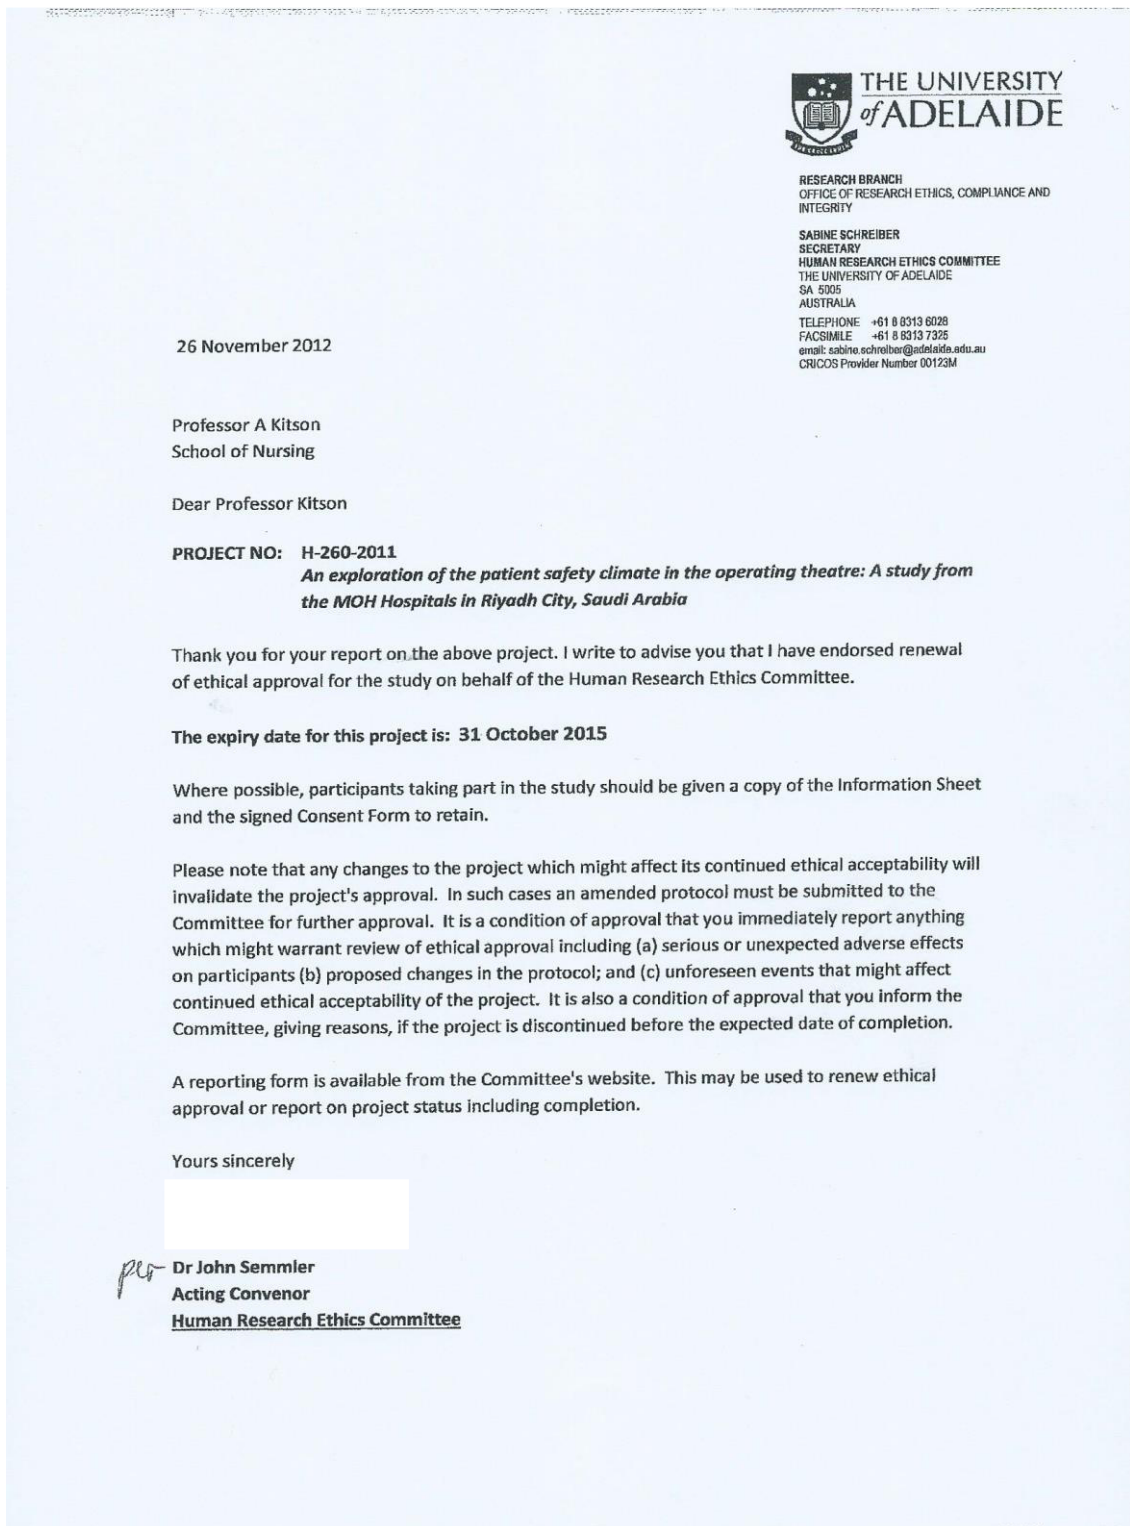 THE UNIVERSITY
of ADELAIDE
RESEARCH BRANCH
OFFICE OF RESEARCH ETHICS, COMPLIANCE AND
INTEGRITY
SABINE SCHREIBER
SECRETARY
HUMAN RESEARCH ETHICS COMMITTEE
THE UNIVERSITY OF ADELAIDE
SA 5005
AUSTRALIA
TELEPHONE +61 8 8313 6028
FACSIMILE +61 8 8313 7325
email: sabine.schreiber@adelaide.edu.au
CRICOS Provider Number 00123M
26 November 2012
Professor A Kitson
School of Nursing
Dear Professor Kitson
PROJECT NO: H-260-2011
An exploration of the patient safety climate in the operating theatre: A study from
the MOH Hospitals in Riyadh City, Saudi Arabia
Thank you for your report on the above project. I write to advise you that I have endorsed renewal
of ethical approval for the study on behalf of the Human Research Ethics Committee.
The expiry date for this project is: 31 October 2015
Where possible, participants taking part in the study should be given a copy of the Information Sheet
and the signed Consent Form to retain.
Please note that any changes to the project which might affect its continued ethical acceptability will
invalidate the project's approval. In such cases an amended protocol must be submitted to the
Committee for further approval. It is a condition of approval that you immediately report anything
which might warrant review of ethical approval including (a) serious or unexpected adverse effects
on participants (b) proposed changes in the protocol; and (c) unforeseen events that might affect
continued ethical acceptability of the project. It is also a condition of approval that you inform the
Committee, giving reasons, if the project is discontinued before the expected date of completion.
A reporting form is available from the Committee's website. This may be used to renew ethical
approval or report on project status including completion.
Yours sincerely
per Dr John Semmler
Acting Convenor
Human Research Ethics Committee